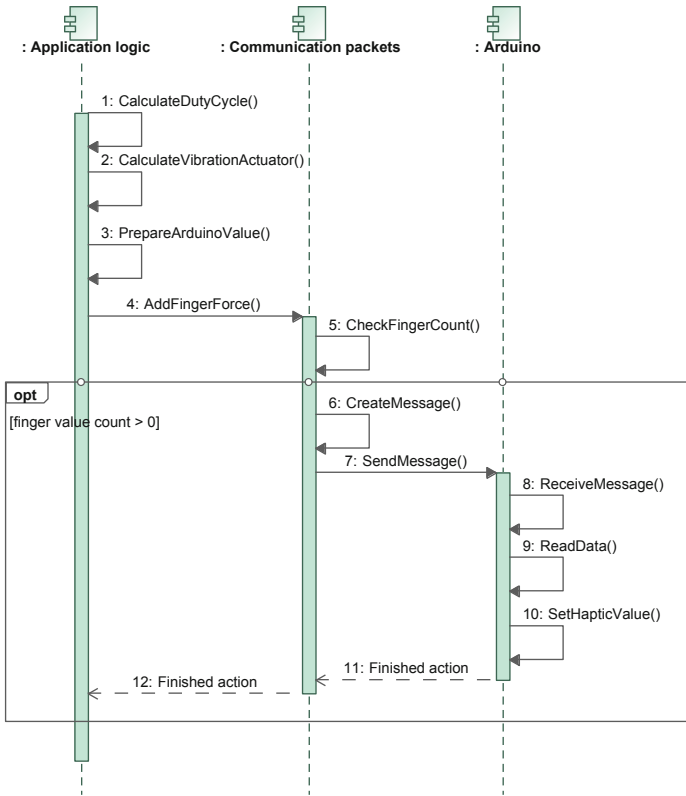 : Application logic
: Communication packets
: Arduino
1: CalculateDutyCycle()
2: CalculateVibrationActuator()
3: PrepareArduinoValue()
4: AddFingerForce()
5: CheckFingerCount()
opt
[finger value count > 0]
6: CreateMessage()
7: SendMessage()
8: ReceiveMessage()
9: ReadData()
10: SetHapticValue()
11: Finished action
12: Finished action